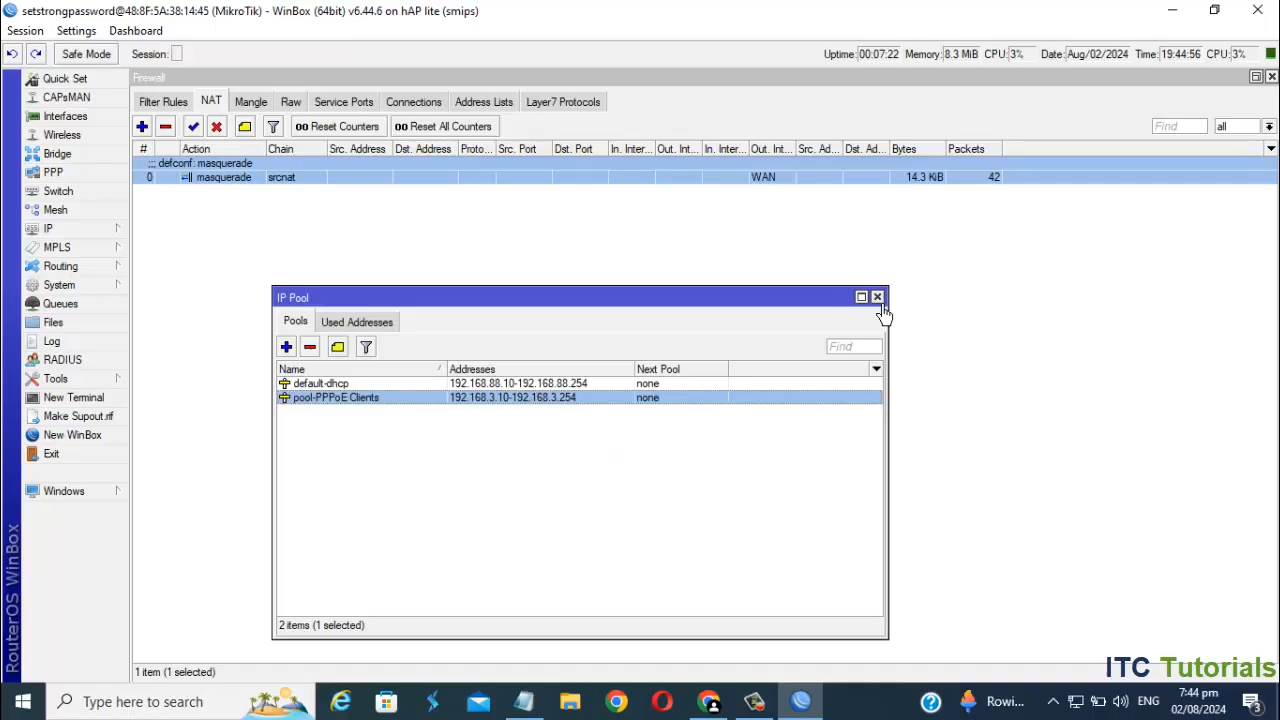 setstrongpassword@48:8F:5A:38:14:45 (MikroTik) - WinBox (64bit) v6.44.6 on hAP lite (smips)
Session Settings Dashboard
Safe Mode Session: Uptime: 00:07:22 Memory: 8.3 MiB CPU: 3% Date: Aug/02/2024 Time: 19:44:56 CPU: 3%
Quick Set
CAPsMAN
Interfaces
Wireless
Bridge
PPP
Switch
Mesh
IP
MPLS
Routing
System
Queues
Files
Log
RADIUS
Tools
New Terminal
Make Supout.rif
New WinBox
Exit
Windows
RouterOS WinBox
Firewall
Filter Rules NAT Mangle Raw Service Ports Connections Address Lists Layer7 Protocols
00 Reset Counters 00 Reset All Counters Find all
# Action Chain Src. Address Dst. Address Proto... Src. Port Dst. Port In. Inter... Out. Int... In. Inter... Out. Int... Src. Ad... Dst. Ad... Bytes Packets
;;; defconf: masquerade
0 masquerade srcnat WAN 14.3 KiB 42
IP Pool
Pools Used Addresses
Find
Name Addresses Next Pool
default-dhcp 192.168.88.10-192.168.88.254 none
pool-PPPoE Clients 192.168.3.10-192.168.3.254 none
2 items (1 selected)
1 item (1 selected)
ITC Tutorials
Type here to search
Rowi...
ENG
7:44 pm
02/08/2024
3